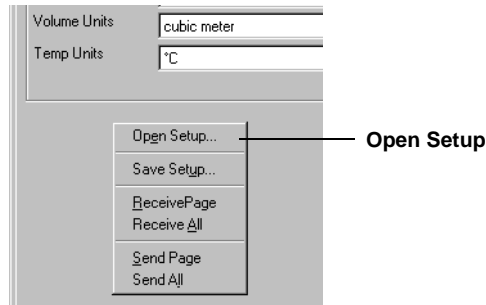 Volume Units
cubic meter
Temp Units
°C
Open Setup...
Open Setup
Save Setup...
ReceivePage
Receive All
Send Page
Send All